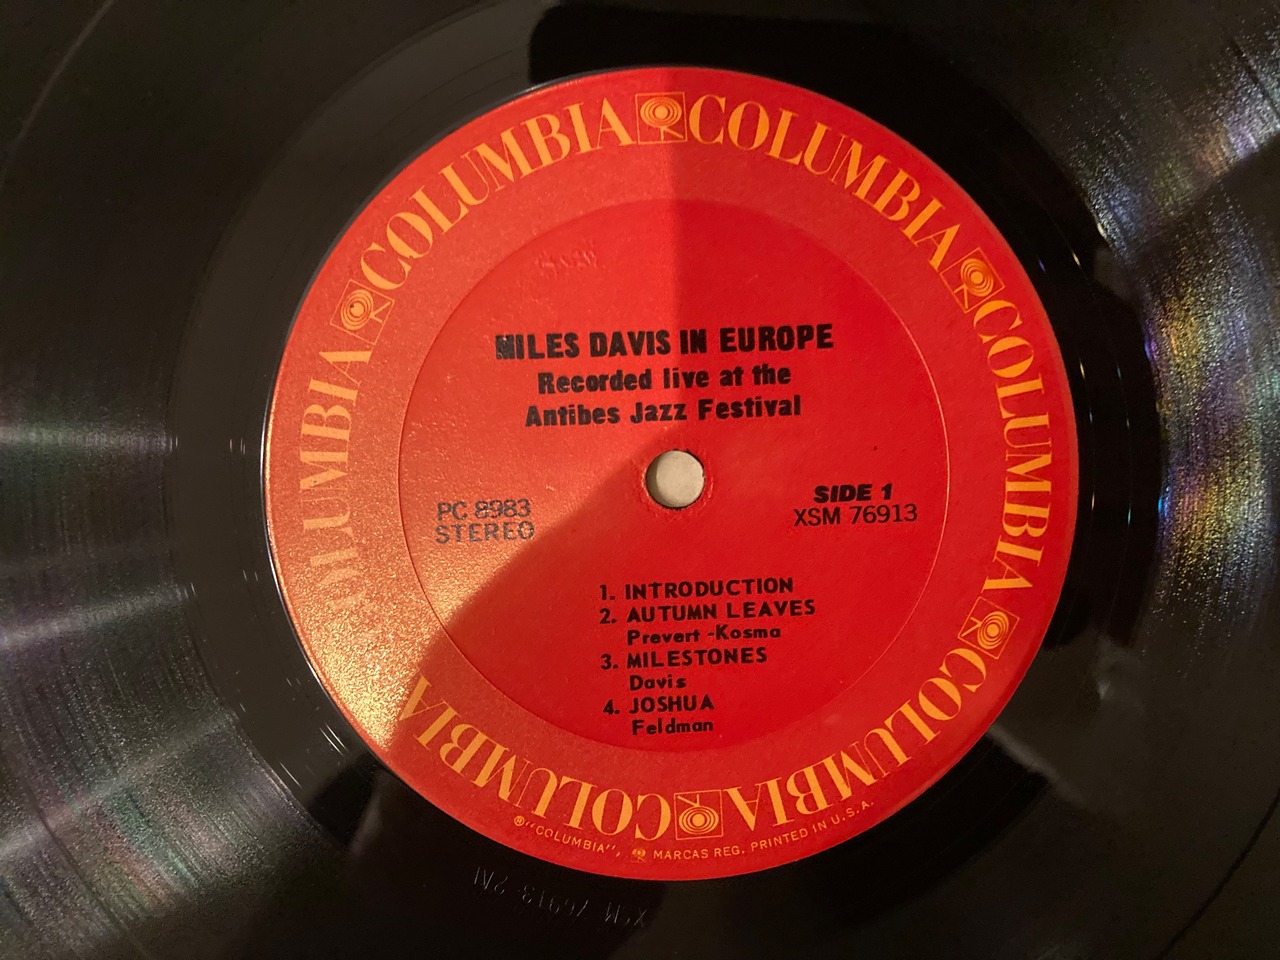 COLUMBIA COLUMBIA COLUMBIA COLUMBIA COLUMBIA COLUMBIA
MILES DAVIS IN EUROPE
Recorded live at the
Antibes Jazz Festival
PC 8983
STEREO
SIDE 1
XSM 76913
1. INTRODUCTION
2. AUTUMN LEAVES
Prevert -Kosma
3. MILESTONES
Davis
4. JOSHUA
Feldman
®"COLUMBIA", MARCAS REG. PRINTED IN U.S.A.